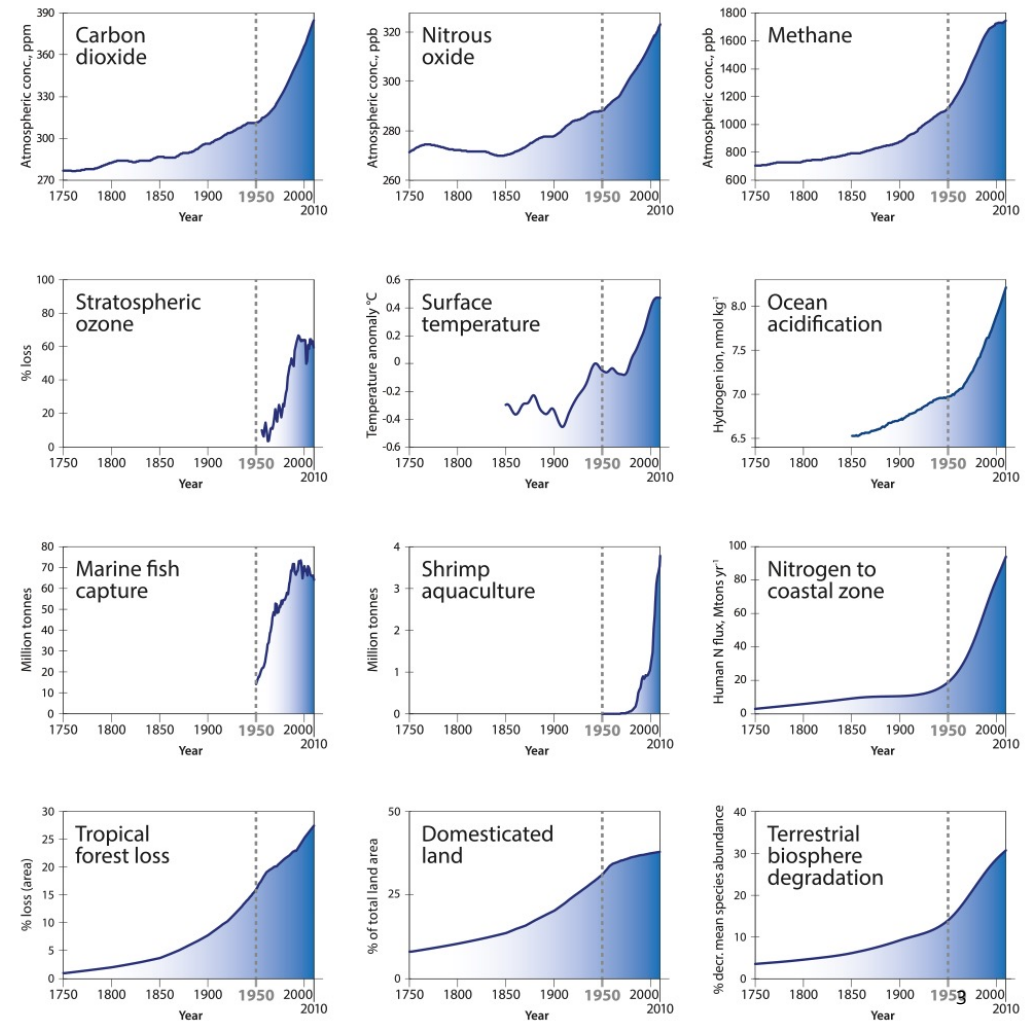 Carbon
dioxide
Atmospheric conc., ppm
390
360
330
300
270
1750 1800 1850 1900 1950 2000
2010
Year
Nitrous
oxide
Atmospheric conc., ppb
320
300
280
260
1750 1800 1850 1900 1950 2000
2010
Year
Methane
Atmospheric conc., ppb
1800
1600
1400
1200
1000
800
600
1750 1800 1850 1900 1950 2000
2010
Year
Stratospheric
ozone
% loss
100
80
60
40
20
0
1750 1800 1850 1900 1950 2000
2010
Year
Surface
temperature
Temperature anomaly °C
0.6
0.4
0.2
0
-0.2
-0.4
-0.6
1750 1800 1850 1900 1950 2000
2010
Year
Ocean
acidification
Hydrogen ion, nmol kg⁻¹
8.0
7.5
7.0
6.5
1750 1800 1850 1900 1950 2000
2010
Year
Marine fish
capture
Million tonnes
80
70
60
50
40
30
20
10
0
1750 1800 1850 1900 1950 2000
2010
Year
Shrimp
aquaculture
Million tonnes
4
3
2
1
0
1750 1800 1850 1900 1950 2000
2010
Year
Nitrogen to
coastal zone
Human N flux, Mtons yr⁻¹
100
80
60
40
20
0
1750 1800 1850 1900 1950 2000
2010
Year
Tropical
forest loss
% loss (area)
30
25
20
15
10
5
0
1750 1800 1850 1900 1950 2000
2010
Year
Domesticated
land
% of total land area
50
25
0
1750 1800 1850 1900 1950 2000
2010
Year
Terrestrial
biosphere
degradation
% decr. mean species abundance
40
30
20
10
0
1750 1800 1850 1900 195 3 2000
2010
Year